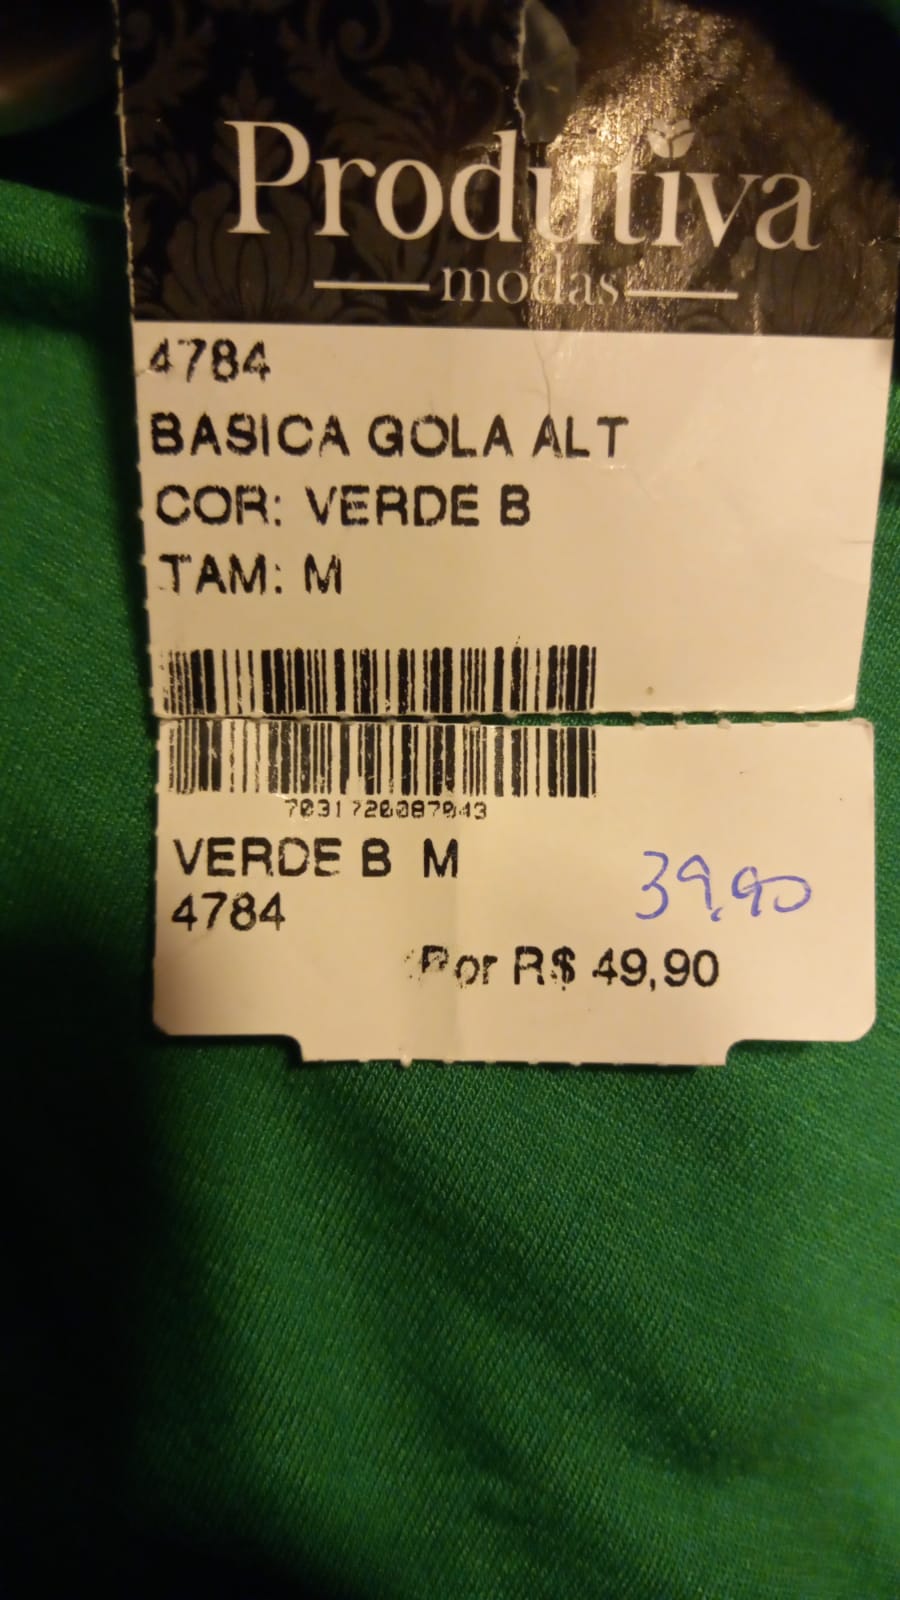 Produtiva
modas
4784
BASICA GOLA ALT
COR: VERDE B
TAM: M
7031720087043
VERDE B M
4784
39,90
Por R$ 49,90